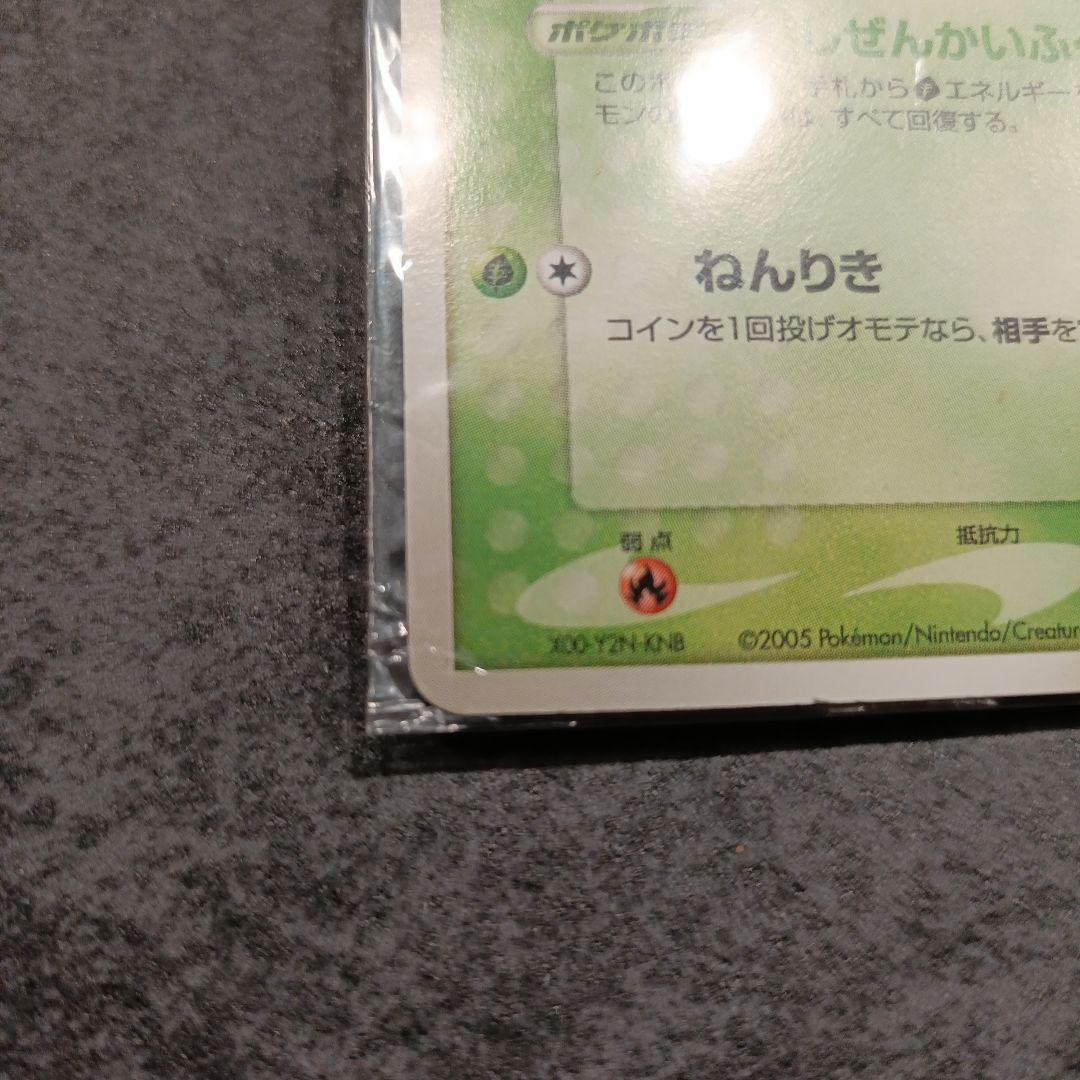 ポケボディー
しぜんかいふ
この 手札からエネルギー
モンの すべて回復する。
ねんりき
コインを1回投げオモテなら、相手を
弱点
抵抗力
X00-Y2N-KNB
©2005 Pokémon/Nintendo/Creatur